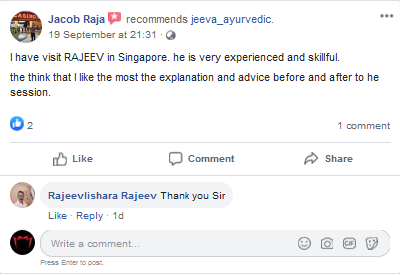 Jacob Raja recommends jeeva_ayurvedic.
19 September at 21:31 ·
I have visit RAJEEV in Singapore. he is very experienced and skillful.
the think that I like the most the explanation and advice before and after to he
session.
2
1 comment
Like
Comment
Share
Rajeevlishara Rajeev Thank you Sir
Like · Reply · 1d
Write a comment...
GIF
Press Enter to post.